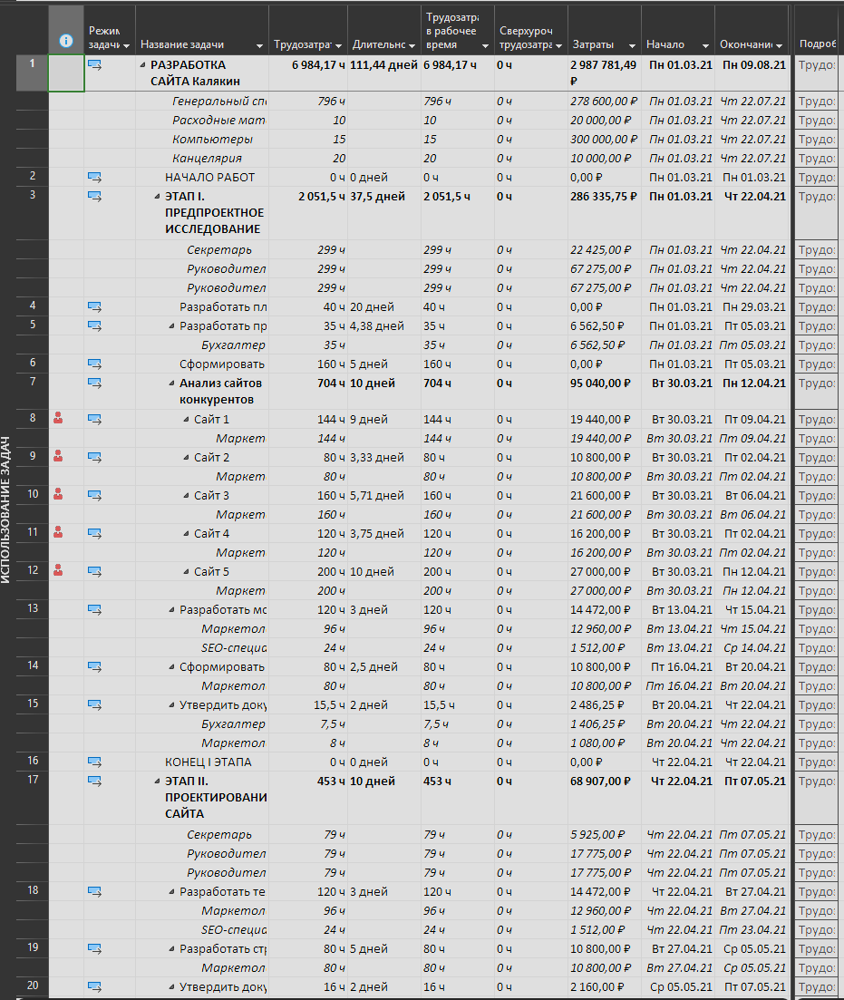 Режим задачи Название задачи Трудозатрат Длительнс Трудозатра в рабочее время Сверхуроч трудозатра Затраты Начало Окончание Подроб
1 РАЗРАБОТКА САЙТА Калякин 6 984,17 ч 111,44 дней 6 984,17 ч 0 ч 2 987 781,49 ₽ Пн 01.03.21 Пн 09.08.21 Трудо:
Генеральный сп 796 ч 796 ч 0 ч 278 600,00 ₽ Пн 01.03.21 Чт 22.07.21 Трудо:
Расходные мат 10 10 0 ч 20 000,00 ₽ Пн 01.03.21 Чт 22.07.21 Трудо:
Компьютеры 15 15 0 ч 300 000,00 ₽ Пн 01.03.21 Чт 22.07.21 Трудо:
Канцелярия 20 20 0 ч 10 000,00 ₽ Пн 01.03.21 Чт 22.07.21 Трудо:
2 НАЧАЛО РАБОТ 0 ч 0 дней 0 ч 0 ч 0,00 ₽ Пн 01.03.21 Пн 01.03.21 Трудо:
3 ЭТАП I. ПРЕДПРОЕКТНОЕ ИССЛЕДОВАНИЕ 2 051,5 ч 37,5 дней 2 051,5 ч 0 ч 286 335,75 ₽ Пн 01.03.21 Чт 22.04.21 Трудо:
Секретарь 299 ч 299 ч 0 ч 22 425,00 ₽ Пн 01.03.21 Чт 22.04.21 Трудо:
Руководител 299 ч 299 ч 0 ч 67 275,00 ₽ Пн 01.03.21 Чт 22.04.21 Трудо:
Руководител 299 ч 299 ч 0 ч 67 275,00 ₽ Пн 01.03.21 Чт 22.04.21 Трудо:
4 Разработать пл 40 ч 20 дней 40 ч 0 ч 0,00 ₽ Пн 01.03.21 Пн 29.03.21 Трудо:
5 Разработать пр 35 ч 4,38 дней 35 ч 0 ч 6 562,50 ₽ Пн 01.03.21 Пт 05.03.21 Трудо:
Бухгалтер 35 ч 35 ч 0 ч 6 562,50 ₽ Пн 01.03.21 Пт 05.03.21 Трудо:
6 Сформировать 160 ч 5 дней 160 ч 0 ч 0,00 ₽ Пн 01.03.21 Пт 05.03.21 Трудо:
7 Анализ сайтов конкурентов 704 ч 10 дней 704 ч 0 ч 95 040,00 ₽ Вт 30.03.21 Пн 12.04.21 Трудо:
8 Сайт 1 144 ч 9 дней 144 ч 0 ч 19 440,00 ₽ Вт 30.03.21 Пт 09.04.21 Трудо:
Маркет 144 ч 144 ч 0 ч 19 440,00 ₽ Вт 30.03.21 Пт 09.04.21 Трудо:
9 Сайт 2 80 ч 3,33 дней 80 ч 0 ч 10 800,00 ₽ Вт 30.03.21 Пт 02.04.21 Трудо:
Маркет 80 ч 80 ч 0 ч 10 800,00 ₽ Вт 30.03.21 Пт 02.04.21 Трудо:
10 Сайт 3 160 ч 5,71 дней 160 ч 0 ч 21 600,00 ₽ Вт 30.03.21 Вт 06.04.21 Трудо:
Маркет 160 ч 160 ч 0 ч 21 600,00 ₽ Вт 30.03.21 Вт 06.04.21 Трудо:
11 Сайт 4 120 ч 3,75 дней 120 ч 0 ч 16 200,00 ₽ Вт 30.03.21 Пт 02.04.21 Трудо:
Маркет 120 ч 120 ч 0 ч 16 200,00 ₽ Вт 30.03.21 Пт 02.04.21 Трудо:
12 Сайт 5 200 ч 10 дней 200 ч 0 ч 27 000,00 ₽ Вт 30.03.21 Пн 12.04.21 Трудо:
Маркет 200 ч 200 ч 0 ч 27 000,00 ₽ Вт 30.03.21 Пн 12.04.21 Трудо:
13 Разработать мо 120 ч 3 дней 120 ч 0 ч 14 472,00 ₽ Вт 13.04.21 Чт 15.04.21 Трудо:
Маркетол 96 ч 96 ч 0 ч 12 960,00 ₽ Вт 13.04.21 Чт 15.04.21 Трудо:
SEO-специа 24 ч 24 ч 0 ч 1 512,00 ₽ Вт 13.04.21 Ср 14.04.21 Трудо:
14 Сформировать 80 ч 2,5 дней 80 ч 0 ч 10 800,00 ₽ Пт 16.04.21 Вт 20.04.21 Трудо:
Маркетол 80 ч 80 ч 0 ч 10 800,00 ₽ Пт 16.04.21 Вт 20.04.21 Трудо:
15 Утвердить доку 15,5 ч 2 дней 15,5 ч 0 ч 2 486,25 ₽ Вт 20.04.21 Чт 22.04.21 Трудо:
Бухгалтер 7,5 ч 7,5 ч 0 ч 1 406,25 ₽ Вт 20.04.21 Чт 22.04.21 Трудо:
Маркетол 8 ч 8 ч 0 ч 1 080,00 ₽ Вт 20.04.21 Чт 22.04.21 Трудо:
16 КОНЕЦ I ЭТАПА 0 ч 0 дней 0 ч 0 ч 0,00 ₽ Чт 22.04.21 Чт 22.04.21 Трудо:
17 ЭТАП II. ПРОЕКТИРОВАНИ САЙТА 453 ч 10 дней 453 ч 0 ч 68 907,00 ₽ Чт 22.04.21 Пт 07.05.21 Трудо:
Секретарь 79 ч 79 ч 0 ч 5 925,00 ₽ Чт 22.04.21 Пт 07.05.21 Трудо:
Руководител 79 ч 79 ч 0 ч 17 775,00 ₽ Чт 22.04.21 Пт 07.05.21 Трудо:
Руководител 79 ч 79 ч 0 ч 17 775,00 ₽ Чт 22.04.21 Пт 07.05.21 Трудо:
18 Разработать те 120 ч 3 дней 120 ч 0 ч 14 472,00 ₽ Чт 22.04.21 Вт 27.04.21 Трудо:
Маркетол 96 ч 96 ч 0 ч 12 960,00 ₽ Чт 22.04.21 Вт 27.04.21 Трудо:
SEO-специа 24 ч 24 ч 0 ч 1 512,00 ₽ Чт 22.04.21 Пт 23.04.21 Трудо:
19 Разработать стр 80 ч 5 дней 80 ч 0 ч 10 800,00 ₽ Вт 27.04.21 Ср 05.05.21 Трудо:
Маркетол 80 ч 80 ч 0 ч 10 800,00 ₽ Вт 27.04.21 Ср 05.05.21 Трудо:
20 Утвердить доку 16 ч 2 дней 16 ч 0 ч 2 160,00 ₽ Ср 05.05.21 Пт 07.05.21 Трудо:
ИСПОЛЬЗОВАНИЕ ЗАДАЧ